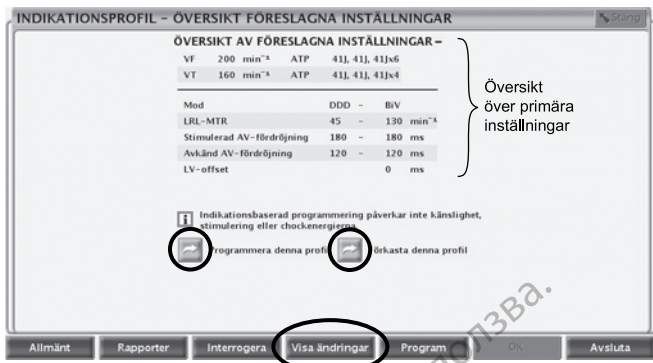 INDIKATIONSPROFIL – ÖVERSIKT FÖRESLAGNA INSTÄLLNINGAR
Stäng
ÖVERSIKT AV FÖRESLAGNA INSTÄLLNINGAR –
VF 200 min⁻¹ ATP 41J, 41J, 41Jx6
VT 160 min⁻¹ ATP 41J, 41J, 41Jx4
Mod DDD – BiV
LRL–MTR 45 – 130 min⁻¹
Stimulerad AV–fördröjning 180 – 180 ms
Avkänd AV–fördröjning 120 – 120 ms
LV–offset 0 ms
Översikt
över primära
inställningar
i Indikationsbaserad programmering påverkar inte känslighet,
stimulering eller chockenergierna.
Programmera denna profil
örkasta denna profil
Allmänt Rapporter Interrogera Visa ändringar Program OK Avsluta